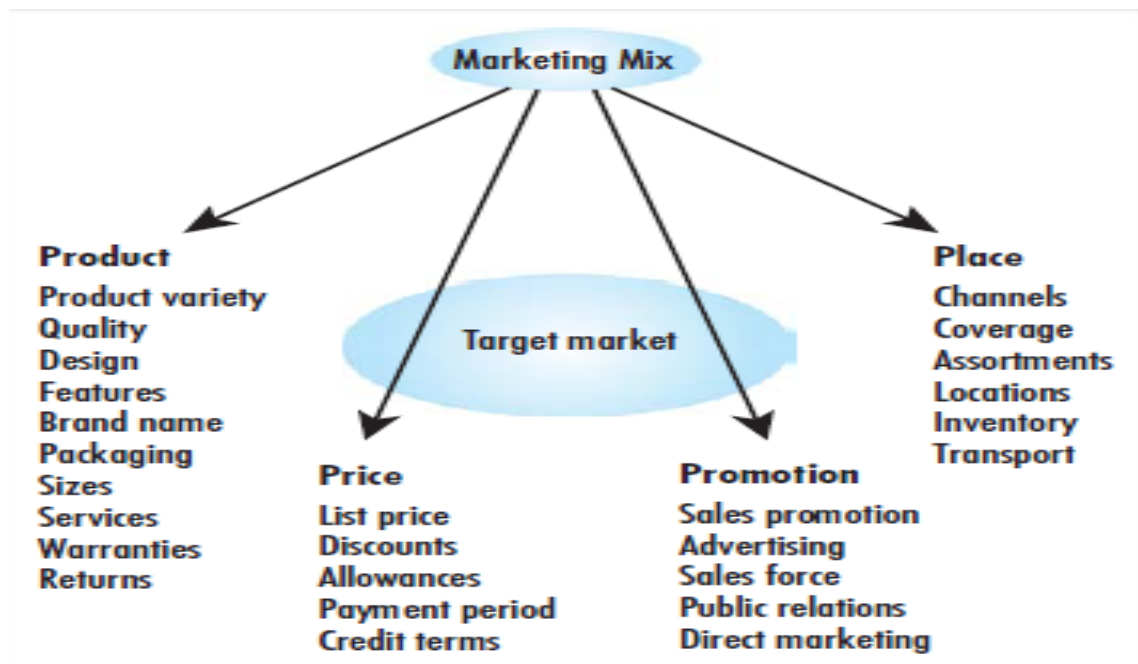 Marketing Mix
Product
Product variety
Quality
Design
Features
Brand name
Packaging
Sizes
Services
Warranties
Returns
Target market
Price
List price
Discounts
Allowances
Payment period
Credit terms
Promotion
Sales promotion
Advertising
Sales force
Public relations
Direct marketing
Place
Channels
Coverage
Assortments
Locations
Inventory
Transport